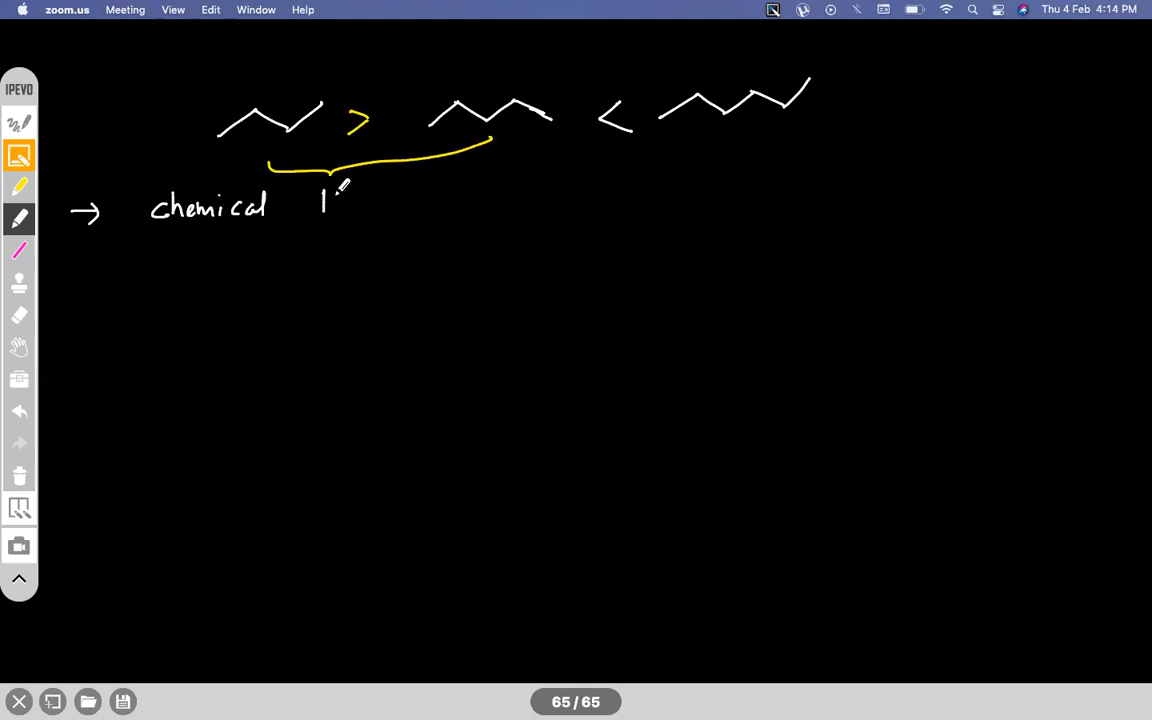 zoom.us Meeting View Edit Window Help Thu 4 Feb 4:14 PM
IPEVO
> <
→ chemical
65/65